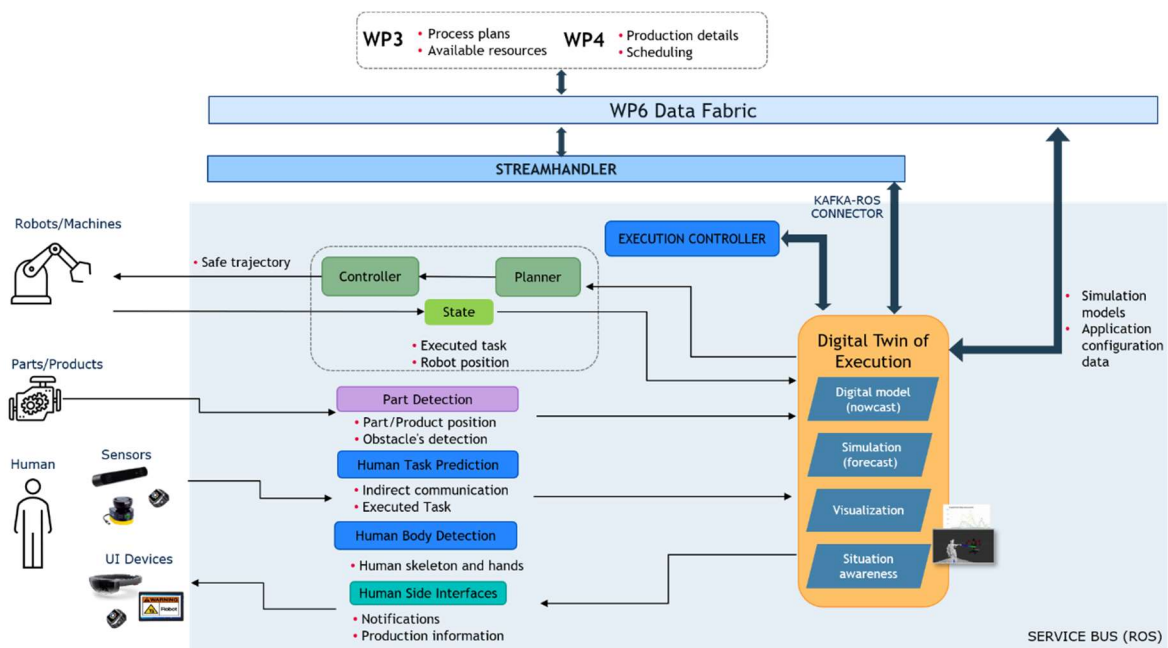 WP3
• Process plans
• Available resources
WP4
• Production details
• Scheduling
WP6 Data Fabric
STREAMHANDLER
KAFKA-ROS
CONNECTOR
Robots/Machines
EXECUTION CONTROLLER
• Safe trajectory
Controller
Planner
State
• Executed task
• Robot position
• Simulation
models
• Application
configuration
data
Digital Twin of
Execution
Digital model
(nowcast)
Simulation
(forecast)
Visualization
Situation
awareness
Parts/Products
Part Detection
• Part/Product position
• Obstacle's detection
Human
Sensors
Human Task Prediction
• Indirect communication
• Executed Task
Human Body Detection
• Human skeleton and hands
UI Devices
WARNING
Robot
Human Side Interfaces
• Notifications
• Production information
SERVICE BUS (ROS)